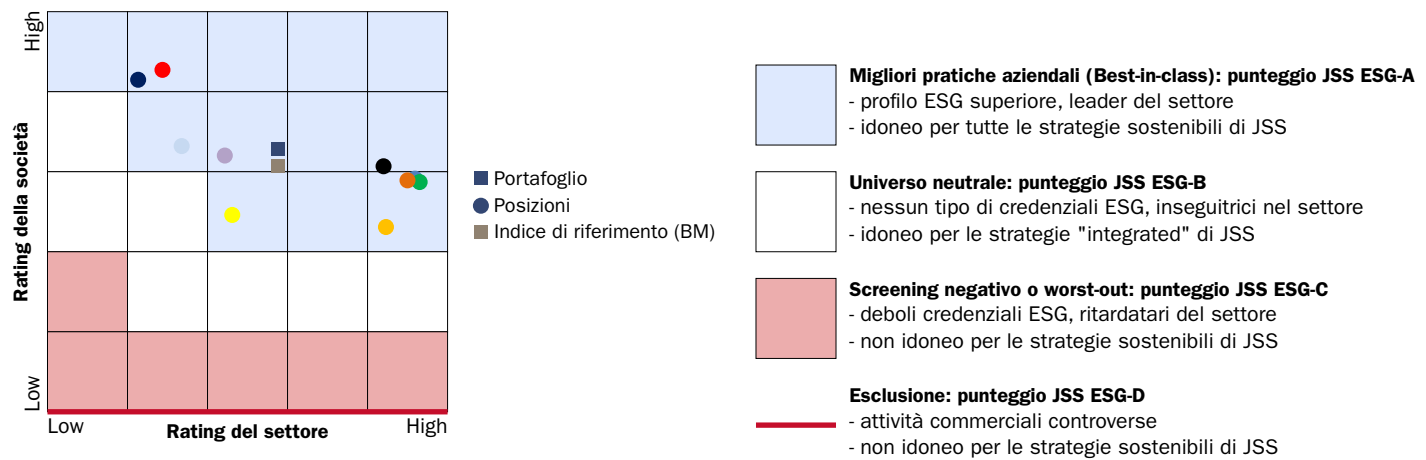 High
Rating della società
Low
Low
Rating del settore
High
Portafoglio
Posizioni
Indice di riferimento (BM)
Migliori pratiche aziendali (Best-in-class): punteggio JSS ESG-A
- profilo ESG superiore, leader del settore
- idoneo per tutte le strategie sostenibili di JSS
Universo neutrale: punteggio JSS ESG-B
- nessun tipo di credenziali ESG, inseguitrici nel settore
- idoneo per le strategie "integrated" di JSS
Screening negativo o worst-out: punteggio JSS ESG-C
- deboli credenziali ESG, ritardatari del settore
- non idoneo per le strategie sostenibili di JSS
Esclusione: punteggio JSS ESG-D
- attività commerciali controverse
- non idoneo per le strategie sostenibili di JSS